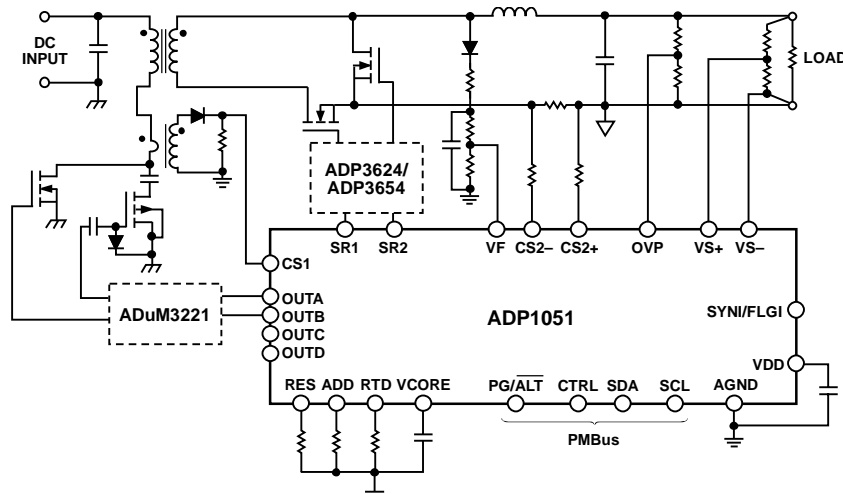 DC
INPUT
LOAD
ADP3624/
ADP3654
SR1 SR2 VF CS2– CS2+ OVP VS+ VS–
CS1
ADuM3221
OUTA
OUTB
OUTC
OUTD
ADP1051
SYNI/FLGI
VDD
RES ADD RTD VCORE PG/ALT CTRL SDA SCL AGND
PMBus